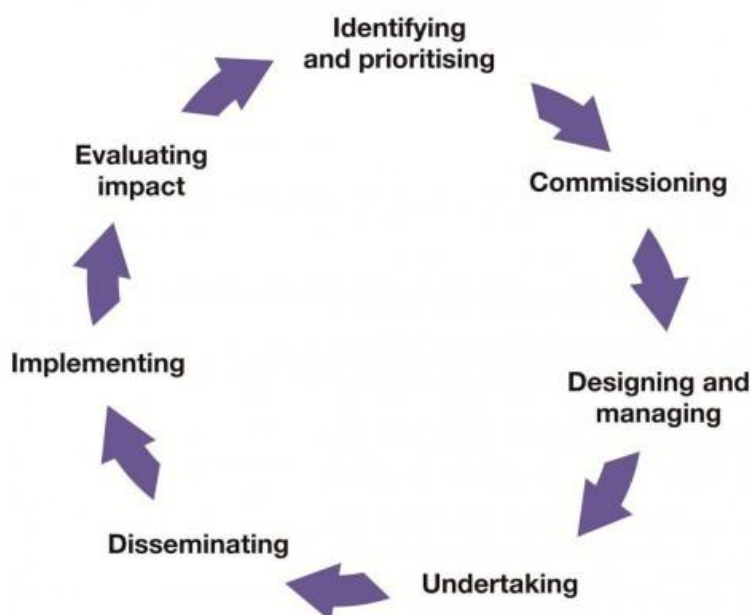 Identifying
and prioritising
Commissioning
Designing and
managing
Undertaking
Disseminating
Implementing
Evaluating
impact